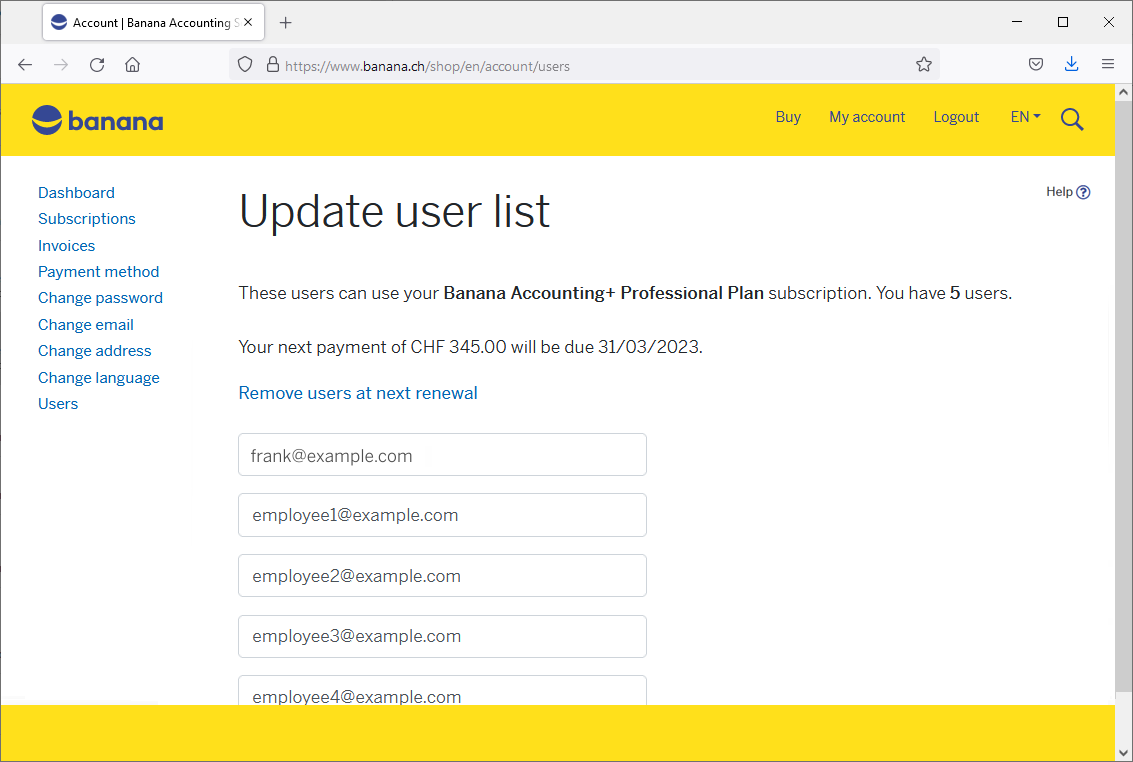 Account | Banana Accounting S
https://www.banana.ch/shop/en/account/users
banana
Buy
My account
Logout
EN
Dashboard
Subscriptions
Invoices
Payment method
Change password
Change email
Change address
Change language
Users
Update user list
Help ?
These users can use your Banana Accounting+ Professional Plan subscription. You have 5 users.
Your next payment of CHF 345.00 will be due 31/03/2023.
Remove users at next renewal
frank@example.com
employee1@example.com
employee2@example.com
employee3@example.com
employee4@example.com